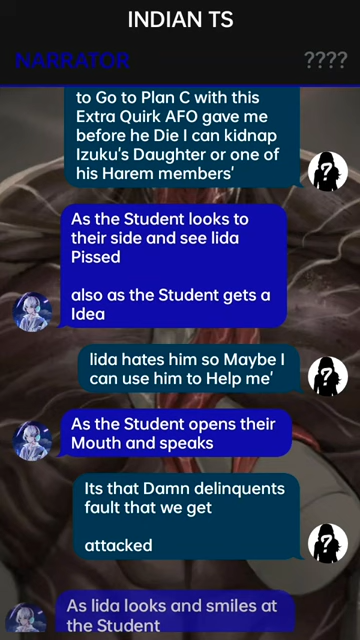 INDIAN TS
NARRATOR
????
to Go to Plan C with this
Extra Quirk AFO gave me
before he Die I can kidnap
Izuku's Daughter or one of
his Harem members'
?
As the Student looks to
their side and see Iida
Pissed
also as the Student gets a
Idea
Iida hates him so Maybe I
can use him to Help me'
?
As the Student opens their
Mouth and speaks
Its that Damn delinquents
fault that we get
attacked
?
As Iida looks and smiles at
the Student